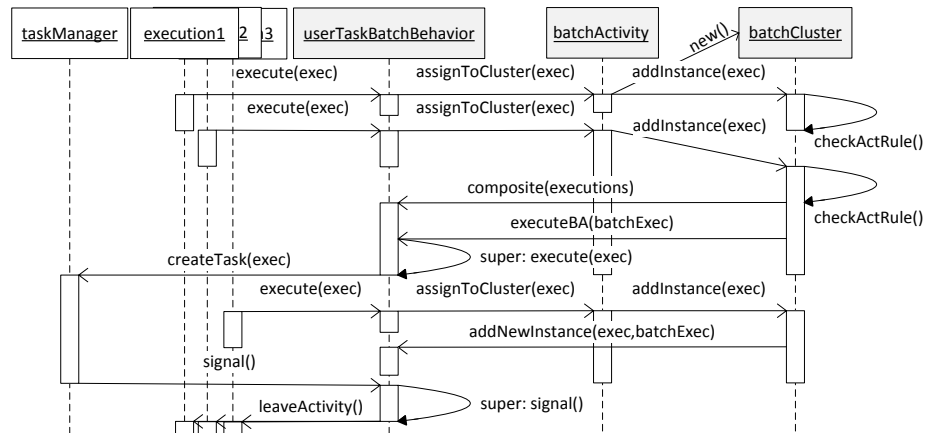 taskManager execution1 2 n3 userTaskBatchBehavior batchActivity new() batchCluster
execute(exec) assignToCluster(exec) addInstance(exec)
execute(exec) assignToCluster(exec) addInstance(exec)
checkActRule()
composite(executions)
checkActRule()
executeBA(batchExec)
super: execute(exec)
createTask(exec)
execute(exec) assignToCluster(exec) addInstance(exec)
addNewInstance(exec,batchExec)
signal()
leaveActivity() super: signal()